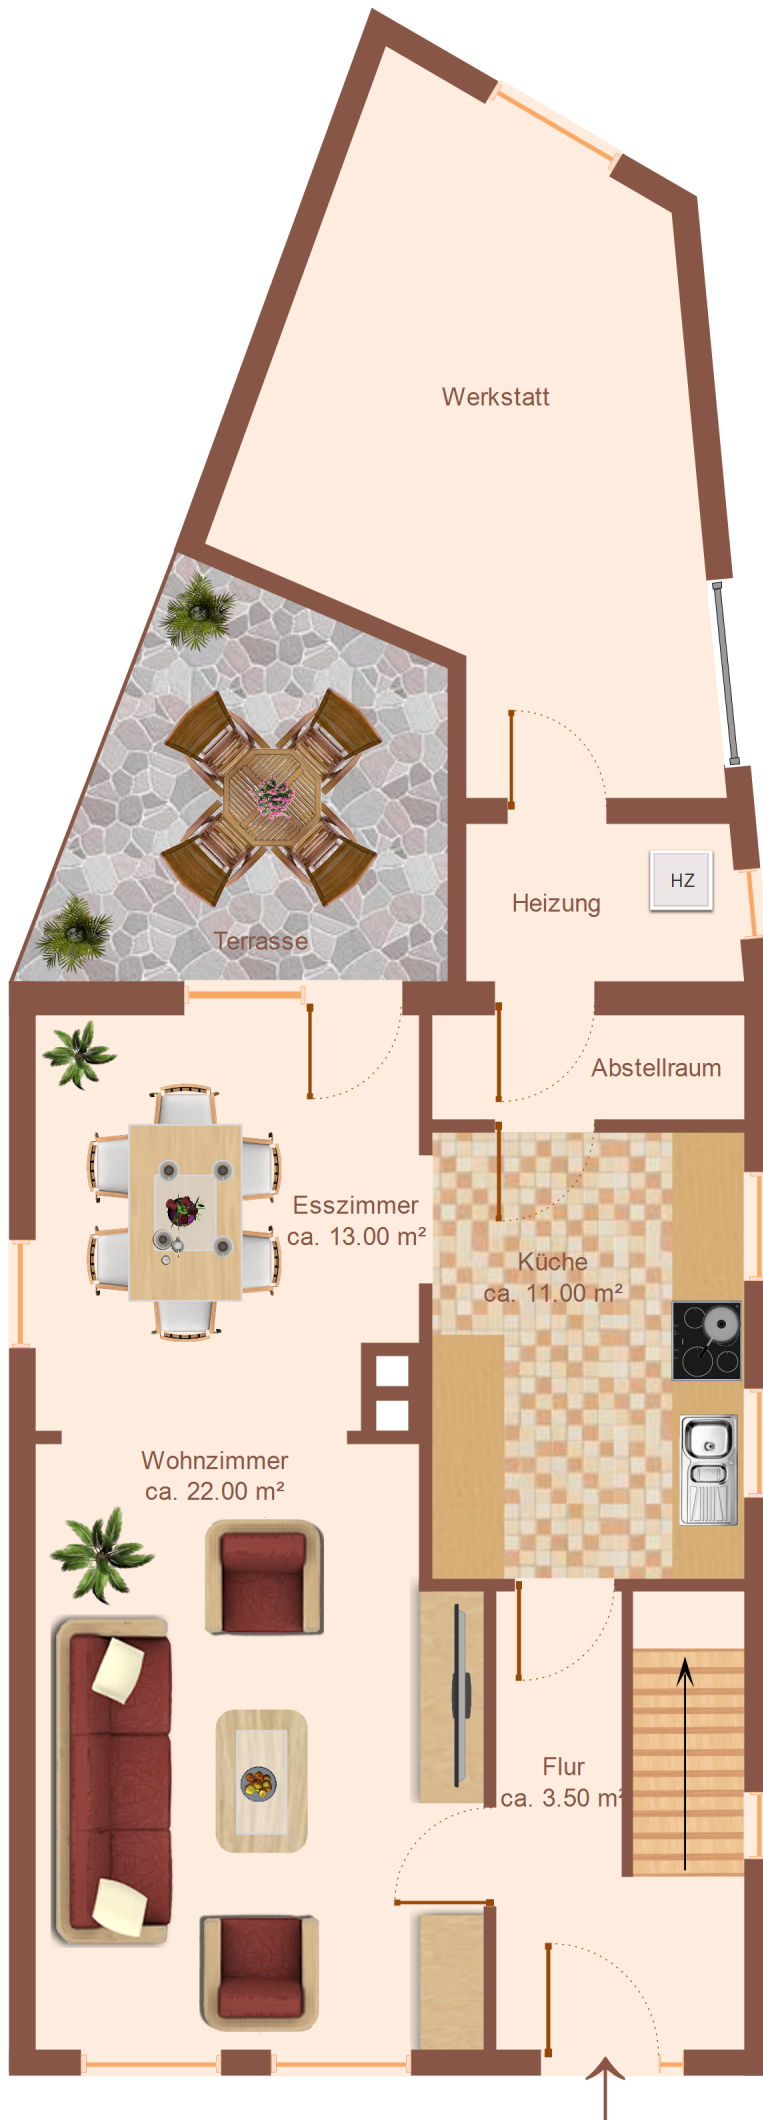 Werkstatt
HZ
Heizung
Terrasse
Abstellraum
Esszimmer
ca. 13.00 m²
Küche
ca. 11.00 m²
Wohnzimmer
ca. 22.00 m²
Flur
ca. 3.50 m²